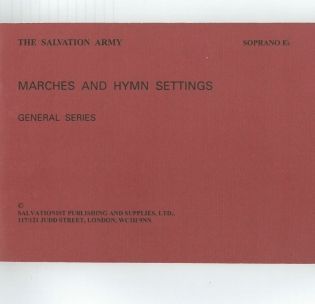 THE SALVATION ARMY SOPRANO E♭
MARCHES AND HYMN SETTINGS
GENERAL SERIES
©
SALVATIONIST PUBLISHING AND SUPPLIES, LTD.,
117/121 JUDD STREET, LONDON, WC1H 9NN.